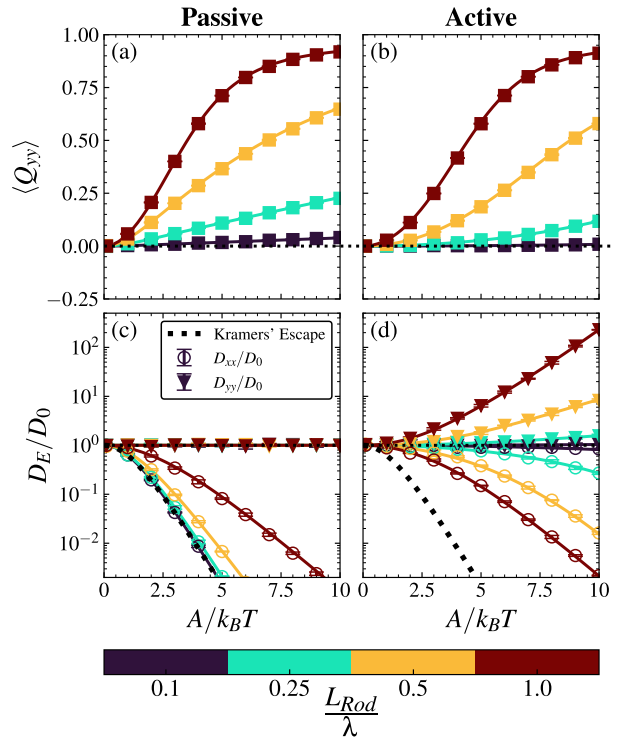 Passive Active
(a) (b)
1.00
0.75
0.50
0.25
0.00
−0.25
⟨Q_yy⟩
(c) (d)
Kramers' Escape
D_xx/D_0
D_yy/D_0
10^2
10^1
10^0
10^−1
10^−2
D_E/D_0
0 2.5 5 7.5 10 2.5 5 7.5 10
A/k_BT A/k_BT
0.1 0.25 0.5 1.0
L_Rod
λ